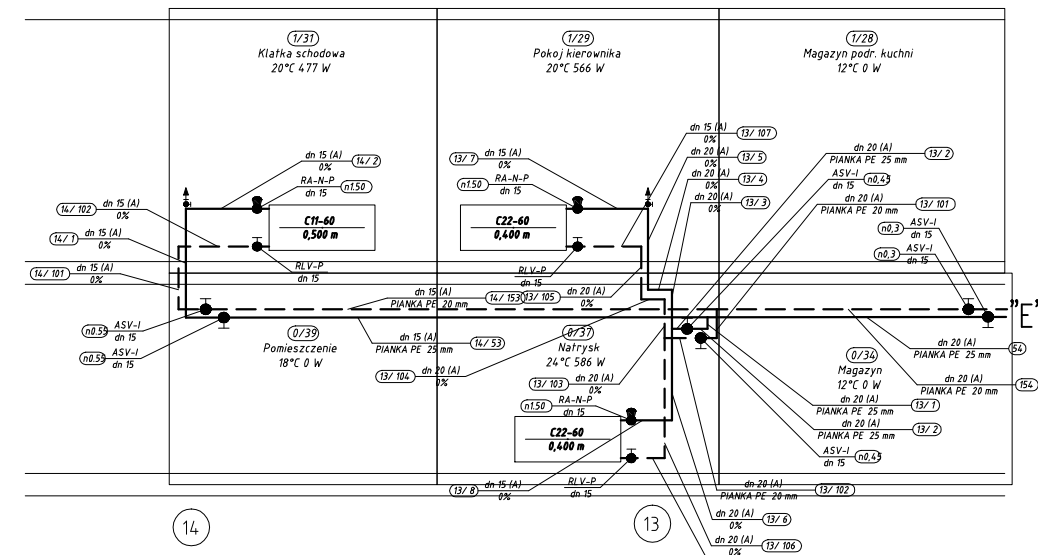 1/31
Klatka schodowa
20°C 477 W
1/29
Pokoj kierownika
20°C 566 W
1/28
Magazyn podr. kuchni
12°C 0 W
dn 15 (A)
0%
14/ 2
RA-N-P
dn 15
n1.50
C11-60
0,500 m
RLV-P
dn 15
14/ 102
0%
dn 15 (A)
14/ 1
dn 15 (A)
0%
14/ 101
dn 15 (A)
0%
13/ 7
dn 15 (A)
0%
n1.50
RA-N-P
dn 15
C22-60
0,400 m
RLV-P
dn 15
dn 15 (A)
0%
13/ 107
dn 20 (A)
0%
13/ 5
dn 20 (A)
0%
13/ 4
dn 20 (A)
0%
13/ 3
dn 20 (A)
PIANKA PE 25 mm
13/ 2
ASV-I
dn 15
n0,45
dn 20 (A)
PIANKA PE 20 mm
13/ 101
n0,3
ASV-I
dn 15
n0,3
ASV-I
dn 15
dn 15 (A)
PIANKA PE 20 mm
14/ 153
13/ 105
dn 20 (A)
0%
"E"
n0.55
ASV-I
dn 15
n0.55
ASV-I
dn 15
0/39
Pomieszczenie
18°C 0 W
dn 15 (A)
PIANKA PE 25 mm
14/ 53
0/37
Natrysk
24°C 586 W
0/34
Magazyn
12°C 0 W
dn 20 (A)
PIANKA PE 25 mm
54
dn 20 (A)
PIANKA PE 20 mm
154
13/ 104
dn 20 (A)
0%
13/ 103
dn 20 (A)
0%
n1.50
RA-N-P
dn 15
C22-60
0,400 m
RLV-P
dn 15
dn 20 (A)
PIANKA PE 25 mm
13/ 1
dn 20 (A)
PIANKA PE 25 mm
13/ 2
ASV-I
dn 15
n0,45
13/ 8
dn 15 (A)
0%
dn 20 (A)
PIANKA PE 20 mm
13/ 102
dn 20 (A)
0%
13/ 6
dn 20 (A)
0%
13/ 106
14
13